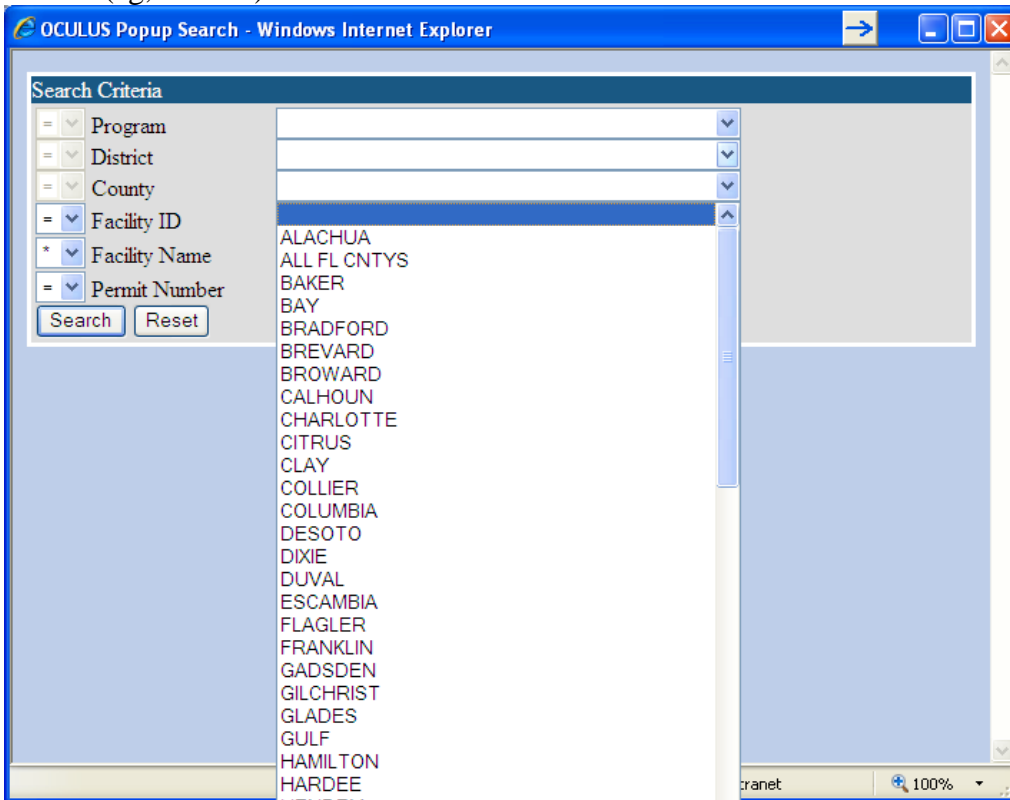 OCULUS Popup Search - Windows Internet Explorer
Search Criteria
= Program
= District
= County
= Facility ID
* Facility Name
= Permit Number
Search Reset
ALACHUA
ALL FL CNTYS
BAKER
BAY
BRADFORD
BREVARD
BROWARD
CALHOUN
CHARLOTTE
CITRUS
CLAY
COLLIER
COLUMBIA
DESOTO
DIXIE
DUVAL
ESCAMBIA
FLAGLER
FRANKLIN
GADSDEN
GILCHRIST
GLADES
GULF
HAMILTON
HARDEE
tranet 100%